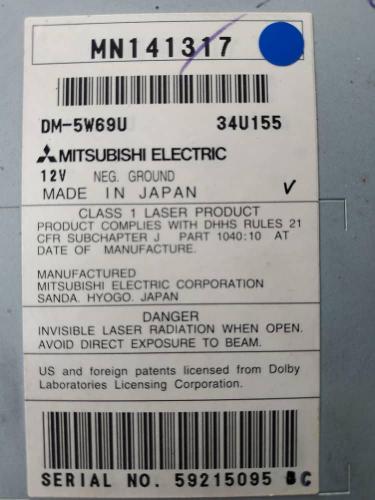 MN141317
DM-5W69U 34U155
MITSUBISHI ELECTRIC
12V NEG. GROUND
MADE IN JAPAN
CLASS 1 LASER PRODUCT
PRODUCT COMPLIES WITH DHHS RULES 21
CFR SUBCHAPTER J PART 1040:10 AT
DATE OF MANUFACTURE.
MANUFACTURED
MITSUBISHI ELECTRIC CORPORATION
SANDA. HYOGO. JAPAN
DANGER
INVISIBLE LASER RADIATION WHEN OPEN.
AVOID DIRECT EXPOSURE TO BEAM.
US and foreign patents licensed from Dolby
Laboratories Licensing Corporation.
SERIAL NO. 59215095